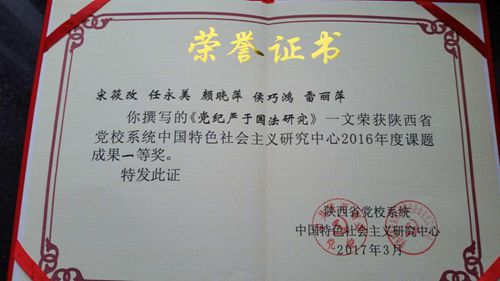 荣誉证书
宋筱改 任永美 颜晓萍 侯巧鸿 雷丽萍
你撰写的《党纪严于国法研究》一文荣获陕西省
党校系统中国特色社会主义研究中心2016年度课题
成果一等奖。
特发此证
陕西省党校系统
中国特色社会主义研究中心
2017年3月